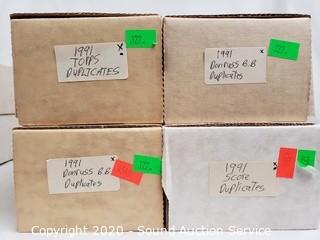 1991
TOPPS
DUPLICATES
1991
Donruss B.B
Duplicates
1991
Donruss B.B.
Duplicates
1991
Score
Duplicates
Copyright 2020 - Sound Auction Service